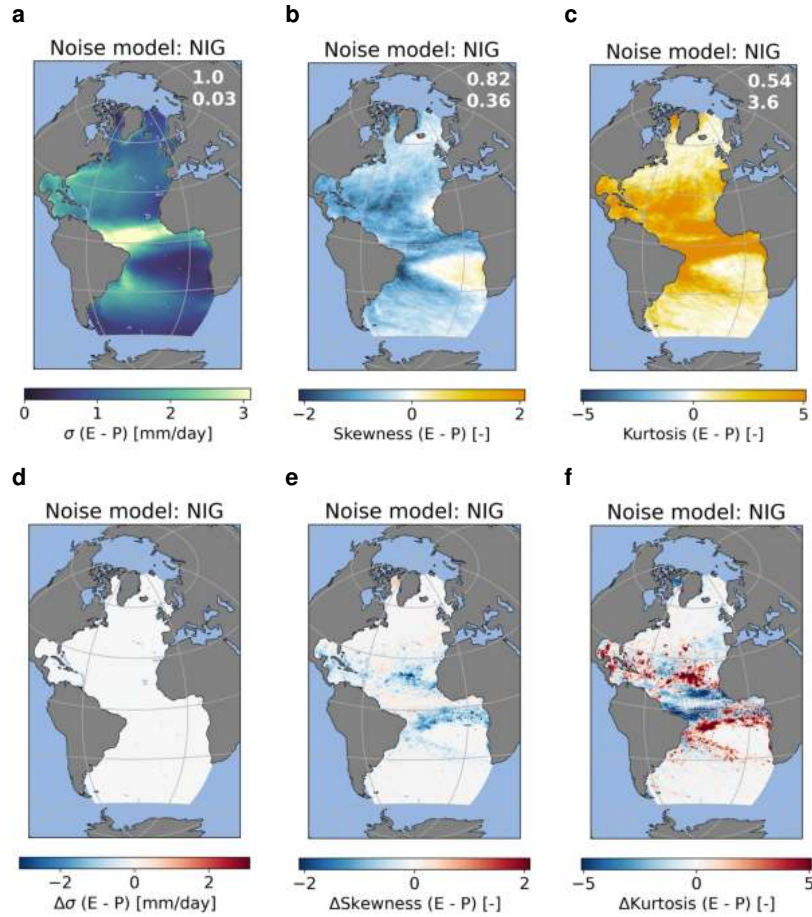 a
b
c
Noise model: NIG
Noise model: NIG
Noise model: NIG
1.0
0.03
0.82
0.36
0.54
3.6
0 1 2 3
−2 0 2
−5 0 5
σ (E - P) [mm/day]
Skewness (E - P) [-]
Kurtosis (E - P) [-]
d
e
f
Noise model: NIG
Noise model: NIG
Noise model: NIG
−2 0 2
−2 0 2
−5 0 5
Δσ (E - P) [mm/day]
ΔSkewness (E - P) [-]
ΔKurtosis (E - P) [-]